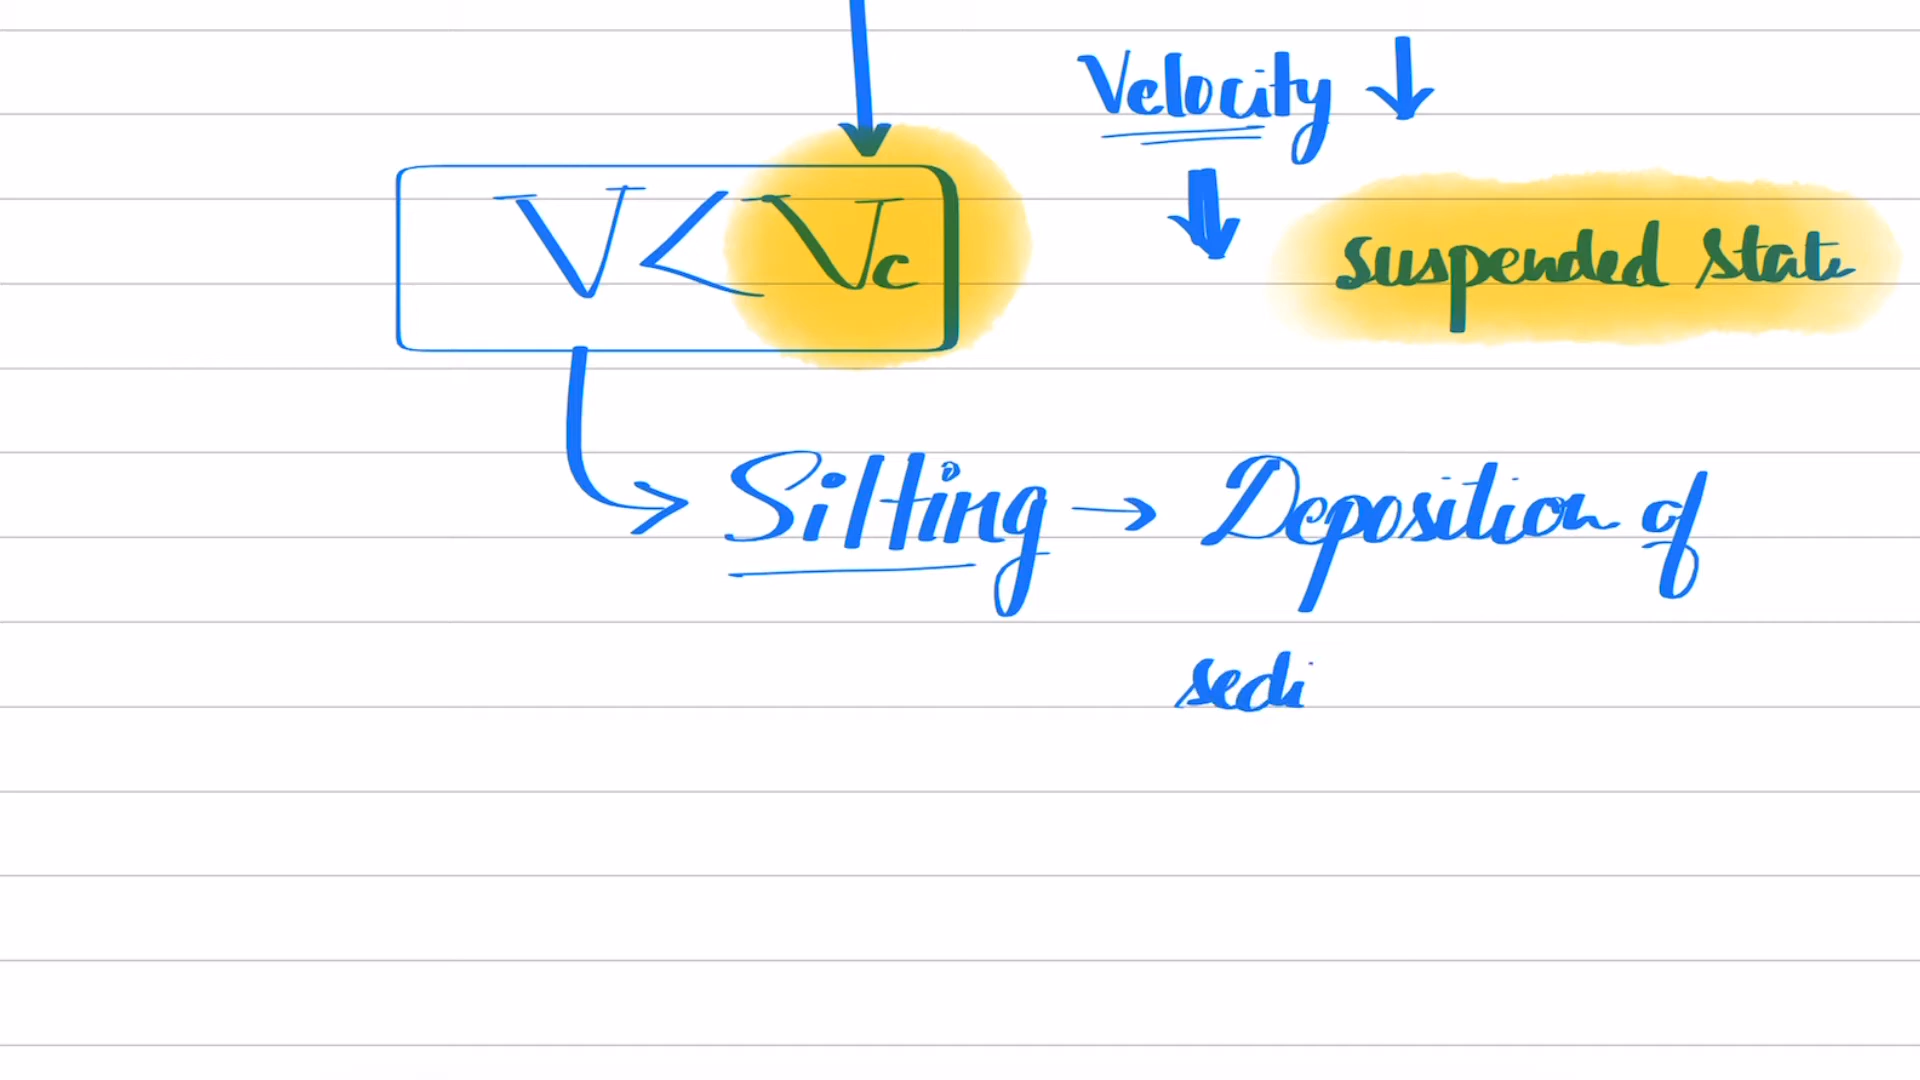 Velocity ↓
V < Vc
suspended state
Silting → Deposition of
sedi